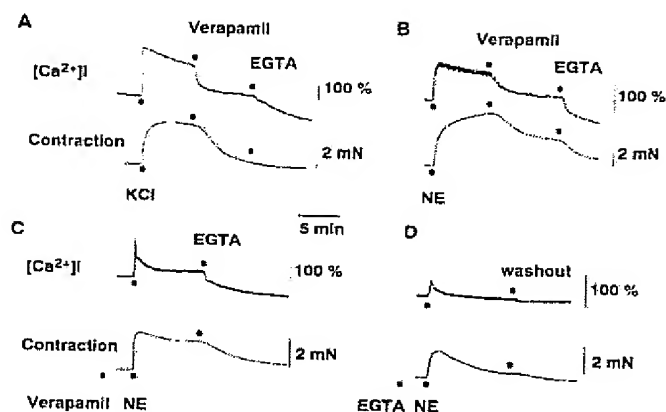 A
Verapamil
[Ca²⁺]i
EGTA
100 %
Contraction
2 mN
KCl
B
Verapamil
EGTA
100 %
2 mN
NE
5 min
C
[Ca²⁺]i
EGTA
100 %
Contraction
2 mN
Verapamil NE
D
washout
100 %
2 mN
EGTA NE